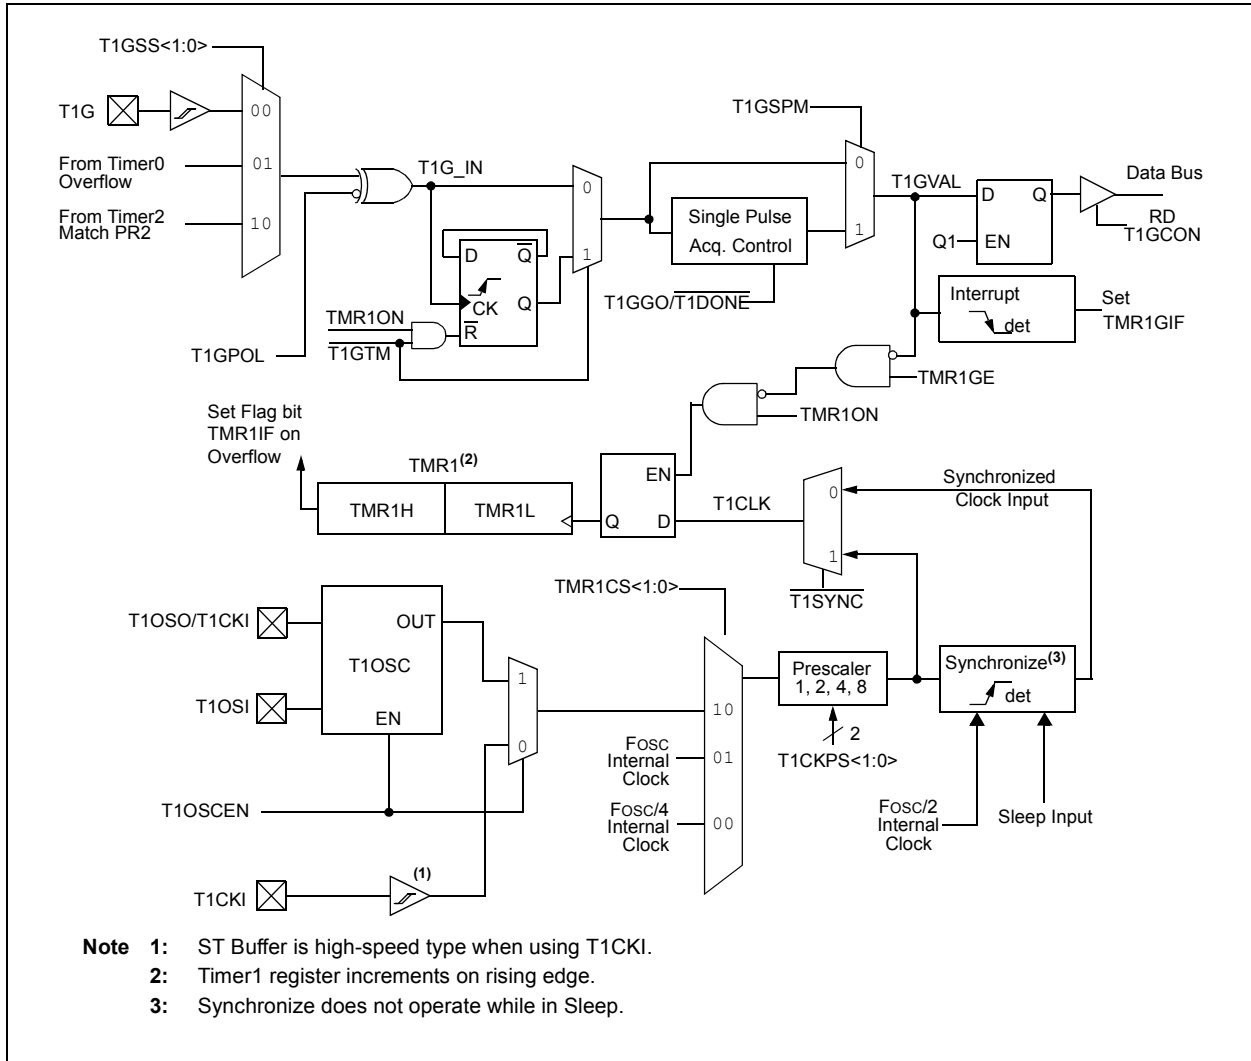 T1GSS<1:0>
T1G
00
T1GSPM
From Timer0
Overflow
01
From Timer2
Match PR2
10
T1G_IN
0
1
D
Q̅
CK
Q
R̅
TMR1ON
T1GTM
T1GPOL
Single Pulse
Acq. Control
T1GGO/T̅1̅D̅O̅N̅E̅
0
1
T1GVAL
D
Q
Q1
EN
Data Bus
RD
T1GCON
Interrupt
det
Set
TMR1GIF
TMR1GE
TMR1ON
Set Flag bit
TMR1IF on
Overflow
TMR1(2)
TMR1H
TMR1L
EN
Q
D
T1CLK
0
1
T̅1̅S̅Y̅N̅C̅
Synchronized
Clock Input
T1OSO/T1CKI
OUT
T1OSC
T1OSI
EN
1
0
T1OSCEN
T1CKI
(1)
TMR1CS<1:0>
10
FOSC
Internal
Clock
01
FOSC/4
Internal
Clock
00
Prescaler
1, 2, 4, 8
2
T1CKPS<1:0>
Synchronize(3)
det
FOSC/2
Internal
Clock
Sleep Input
Note 1: ST Buffer is high-speed type when using T1CKI.
2: Timer1 register increments on rising edge.
3: Synchronize does not operate while in Sleep.